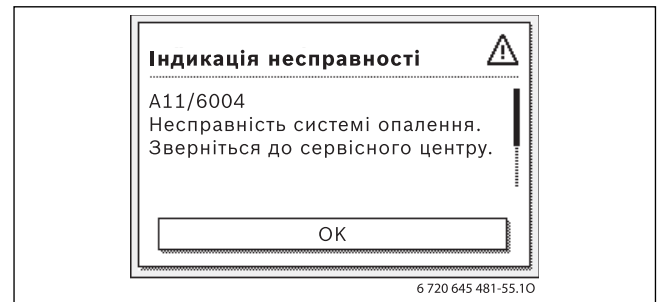 Індикація несправності
A11/6004
Несправність системі опалення.
Зверніться до сервісного центру.
OK
6 720 645 481-55.1O